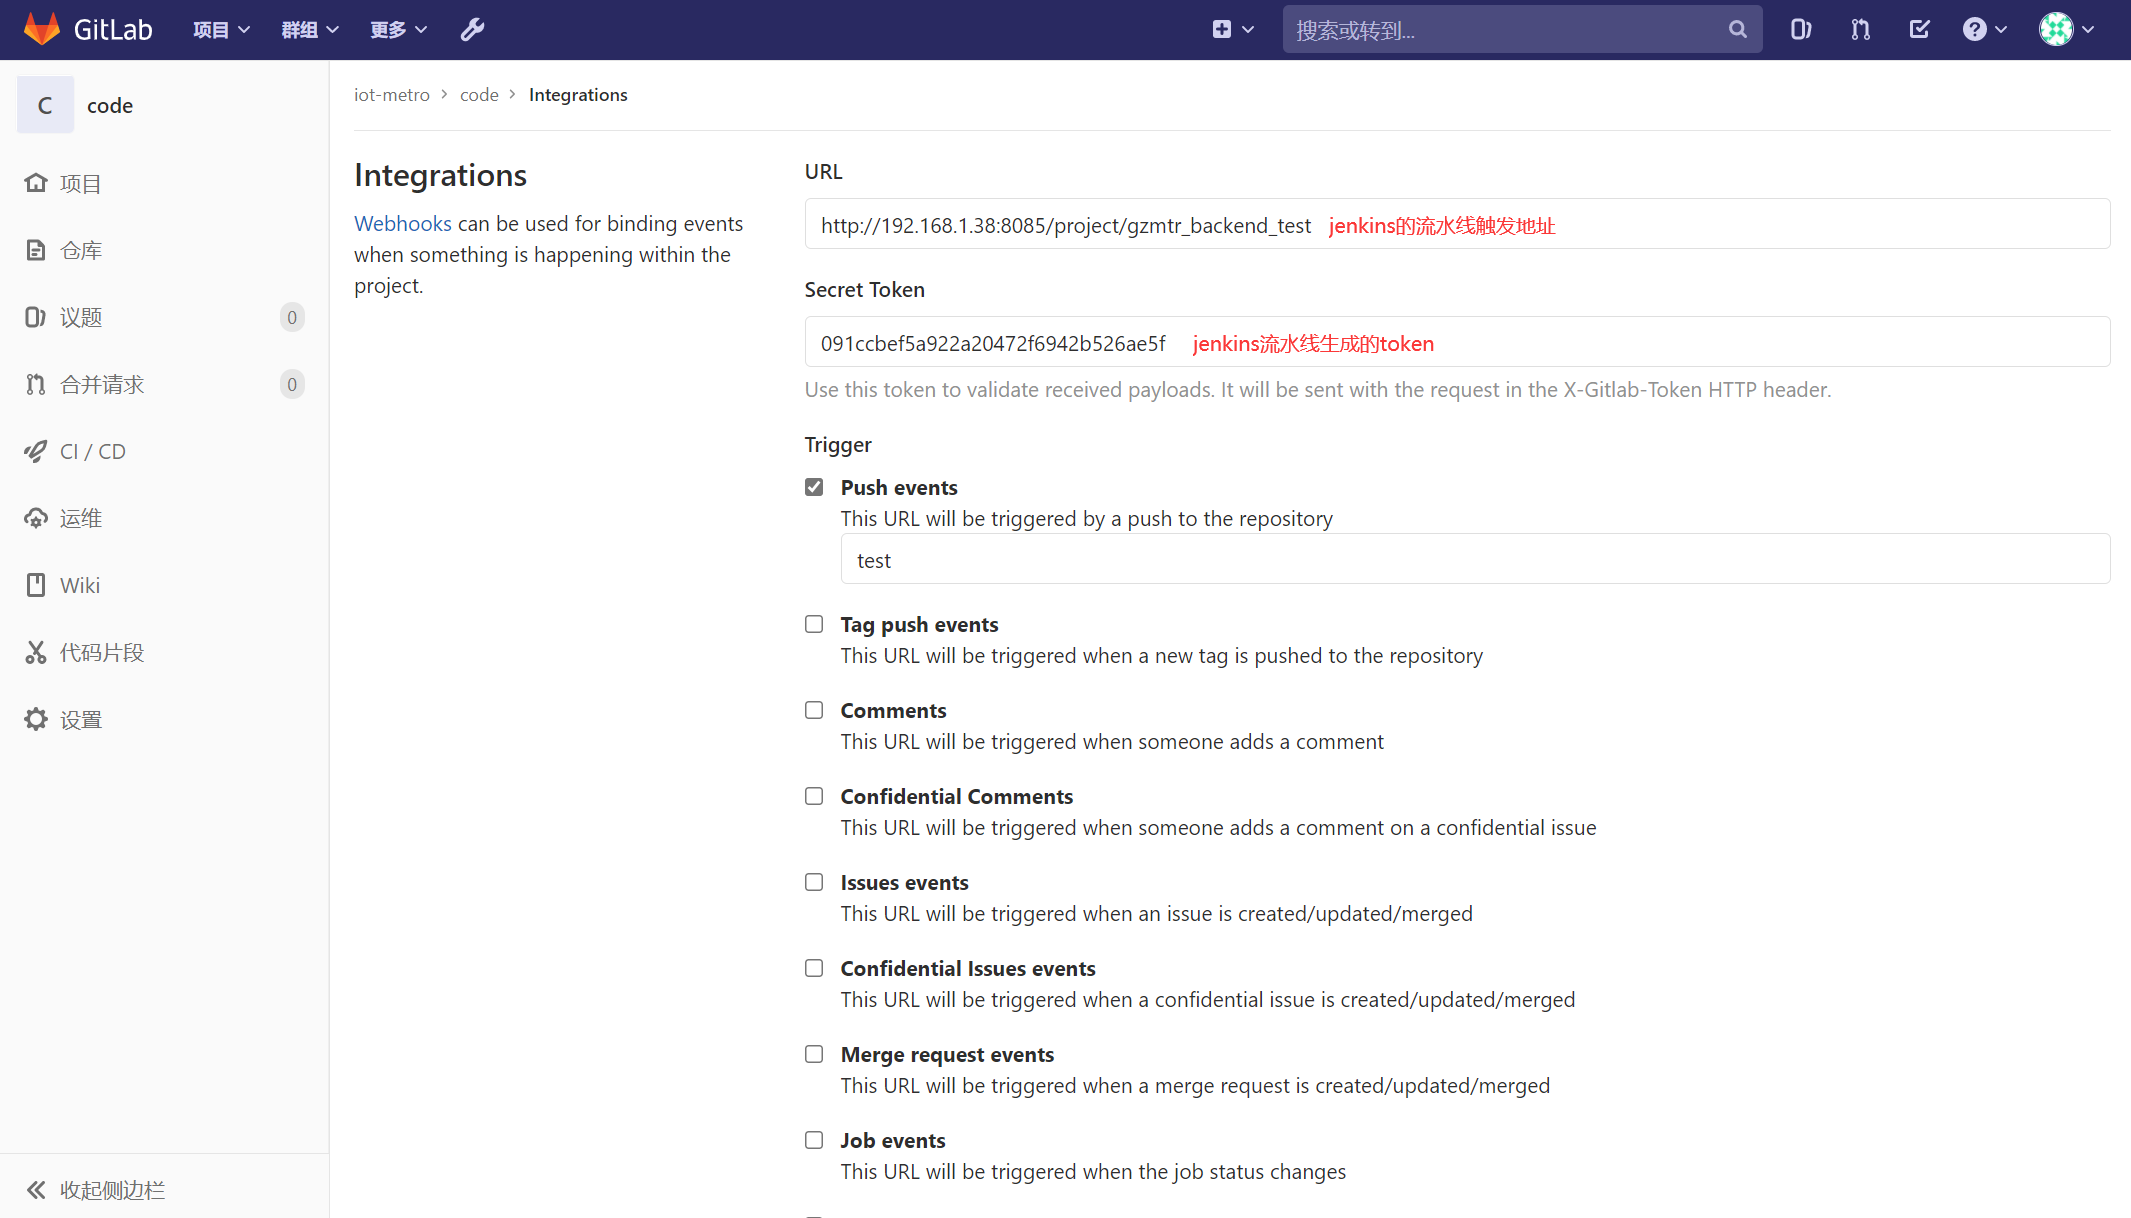 GitLab 项目 群组 更多 搜索或转到...
C code
项目
仓库
议题 0
合并请求 0
CI / CD
运维
Wiki
代码片段
设置
收起侧边栏
iot-metro > code > Integrations
Integrations
Webhooks can be used for binding events
when something is happening within the
project.
URL
http://192.168.1.38:8085/project/gzmtr_backend_test jenkins的流水线触发地址
Secret Token
091ccbef5a922a20472f6942b526ae5f jenkins流水线生成的token
Use this token to validate received payloads. It will be sent with the request in the X-Gitlab-Token HTTP header.
Trigger
Push events
This URL will be triggered by a push to the repository
test
Tag push events
This URL will be triggered when a new tag is pushed to the repository
Comments
This URL will be triggered when someone adds a comment
Confidential Comments
This URL will be triggered when someone adds a comment on a confidential issue
Issues events
This URL will be triggered when an issue is created/updated/merged
Confidential Issues events
This URL will be triggered when a confidential issue is created/updated/merged
Merge request events
This URL will be triggered when a merge request is created/updated/merged
Job events
This URL will be triggered when the job status changes